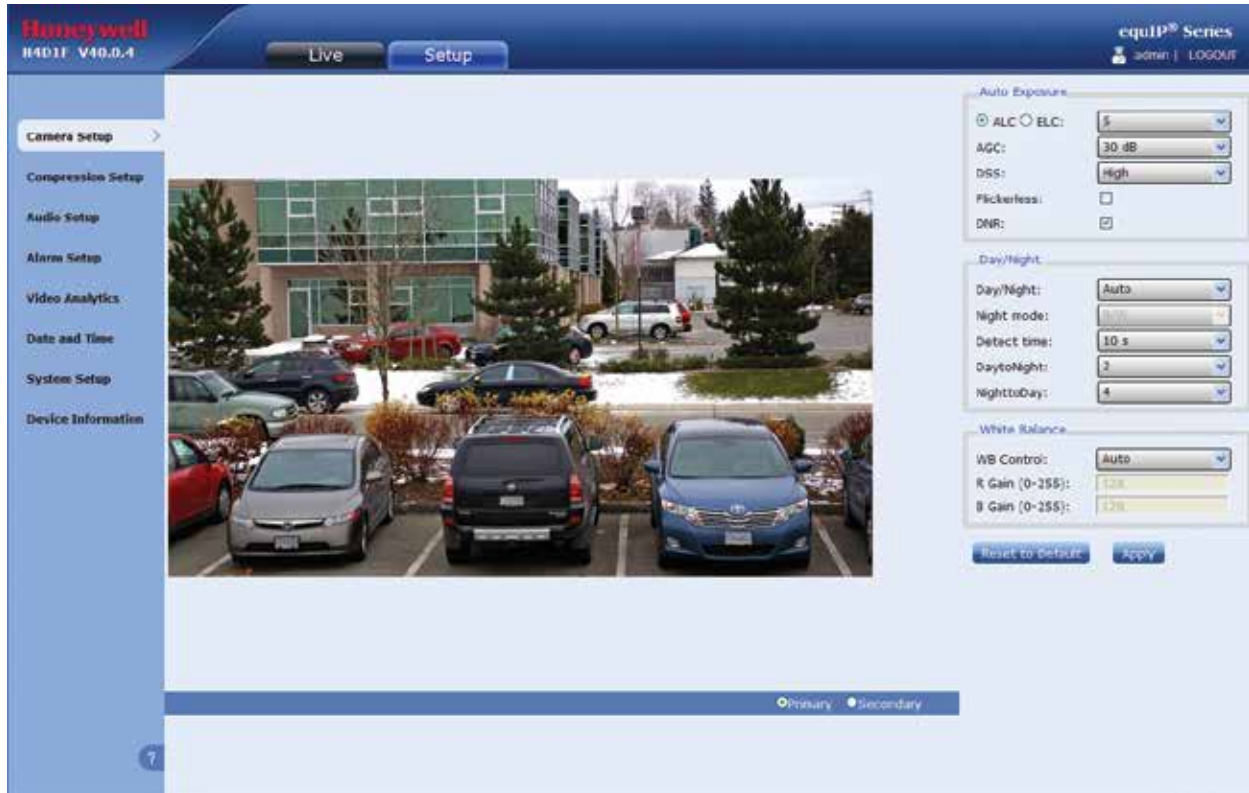 Honeywell
H4D1F V40.0.4
Live
Setup
equIP® Series
admin | LOGOUT
Camera Setup
Compression Setup
Audio Setup
Alarm Setup
Video Analytics
Date and Time
System Setup
Device Information
Auto Exposure
ALC ELC: 5
AGC: 30 dB
DSS: High
Flickerless:
DNR:
Day/Night
Day/Night: Auto
Night mode: B/W
Detect time: 10 s
DaytoNight: 2
NighttoDay: 4
White Balance
WB Control: Auto
R Gain (0-255): 128
B Gain (0-255): 128
Reset to Default Apply
Primary Secondary